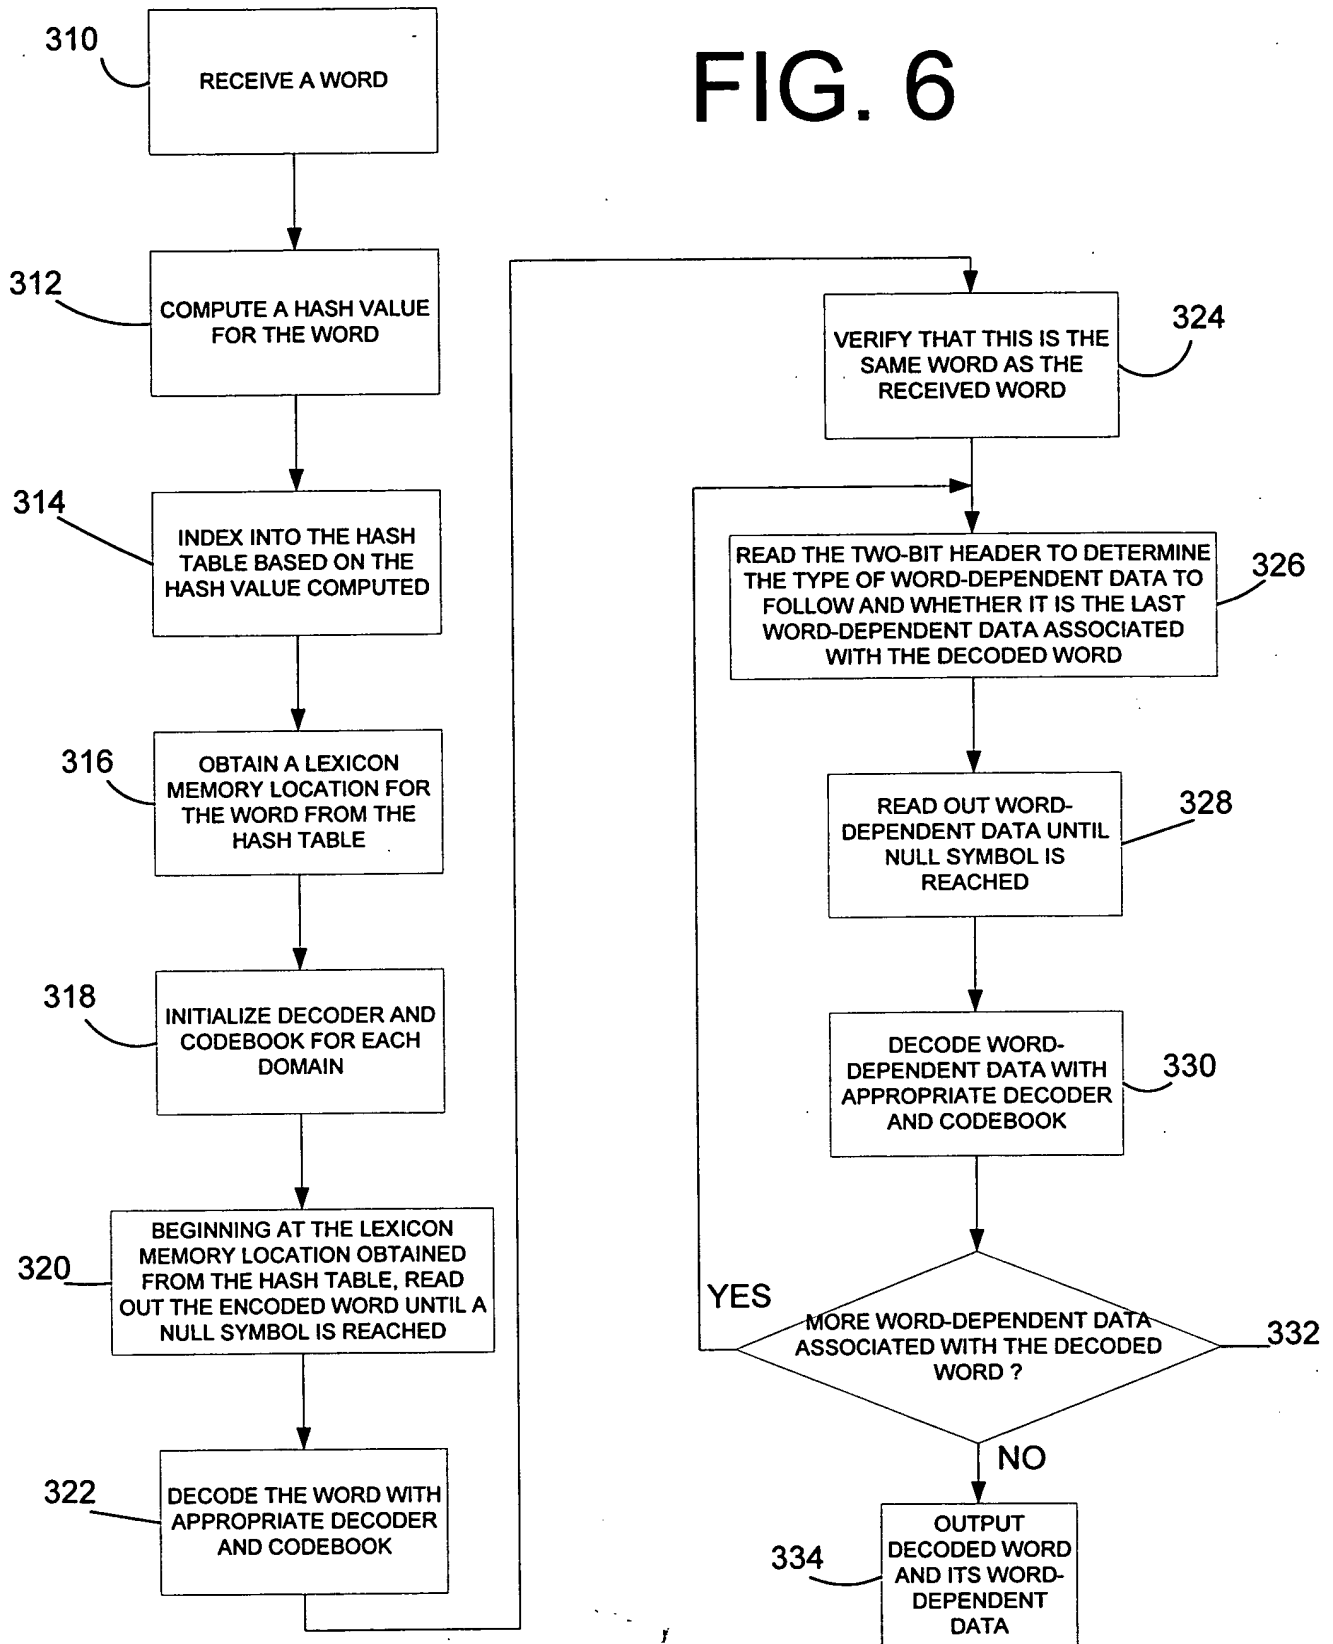 FIG. 6
310
RECEIVE A WORD
312
COMPUTE A HASH VALUE
FOR THE WORD
314
INDEX INTO THE HASH
TABLE BASED ON THE
HASH VALUE COMPUTED
316
OBTAIN A LEXICON
MEMORY LOCATION FOR
THE WORD FROM THE
HASH TABLE
318
INITIALIZE DECODER AND
CODEBOOK FOR EACH
DOMAIN
320
BEGINNING AT THE LEXICON
MEMORY LOCATION OBTAINED
FROM THE HASH TABLE, READ
OUT THE ENCODED WORD UNTIL A
NULL SYMBOL IS REACHED
322
DECODE THE WORD WITH
APPROPRIATE DECODER
AND CODEBOOK
324
VERIFY THAT THIS IS THE
SAME WORD AS THE
RECEIVED WORD
326
READ THE TWO-BIT HEADER TO DETERMINE
THE TYPE OF WORD-DEPENDENT DATA TO
FOLLOW AND WHETHER IT IS THE LAST
WORD-DEPENDENT DATA ASSOCIATED
WITH THE DECODED WORD
328
READ OUT WORD-
DEPENDENT DATA UNTIL
NULL SYMBOL IS
REACHED
330
DECODE WORD-
DEPENDENT DATA WITH
APPROPRIATE DECODER
AND CODEBOOK
YES
MORE WORD-DEPENDENT DATA
ASSOCIATED WITH THE DECODED
WORD ?
332
NO
334
OUTPUT
DECODED WORD
AND ITS WORD-
DEPENDENT
DATA